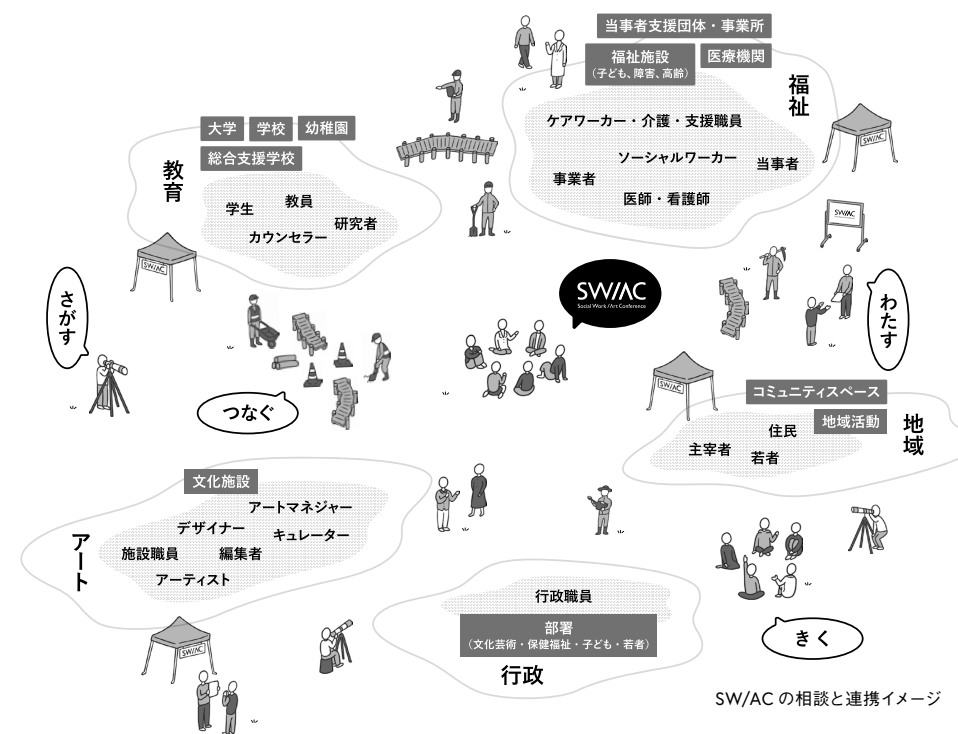 当事者支援団体・事業所
福祉施設
（子ども、障害、高齢）
医療機関
福祉
ケアワーカー・介護・支援職員
ソーシャルワーカー
当事者
事業者
医師・看護師
SW/AC
SW/AC
大学
学校
幼稚園
総合支援学校
教育
学生
教員
研究者
カウンセラー
SW/AC
さがす
つなぐ
SW/AC
Social Work / Art Conference
わたす
SW/AC
コミュニティスペース
地域活動
地域
住民
主宰者
若者
文化施設
アート
アートマネジャー
デザイナー
キュレーター
施設職員
編集者
アーティスト
SW/AC
行政職員
部署
（文化芸術・保健福祉・子ども・若者）
行政
きく
SW/AC の相談と連携イメージ